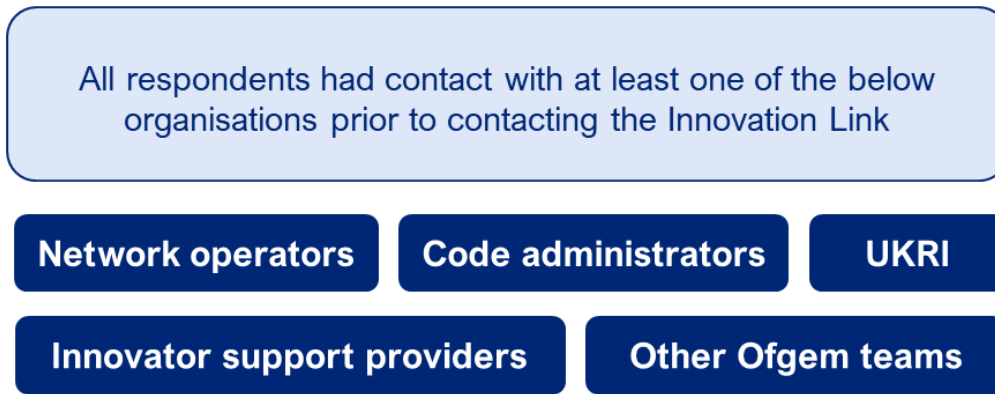 All respondents had contact with at least one of the below
organisations prior to contacting the Innovation Link
Network operators
Code administrators
UKRI
Innovator support providers
Other Ofgem teams